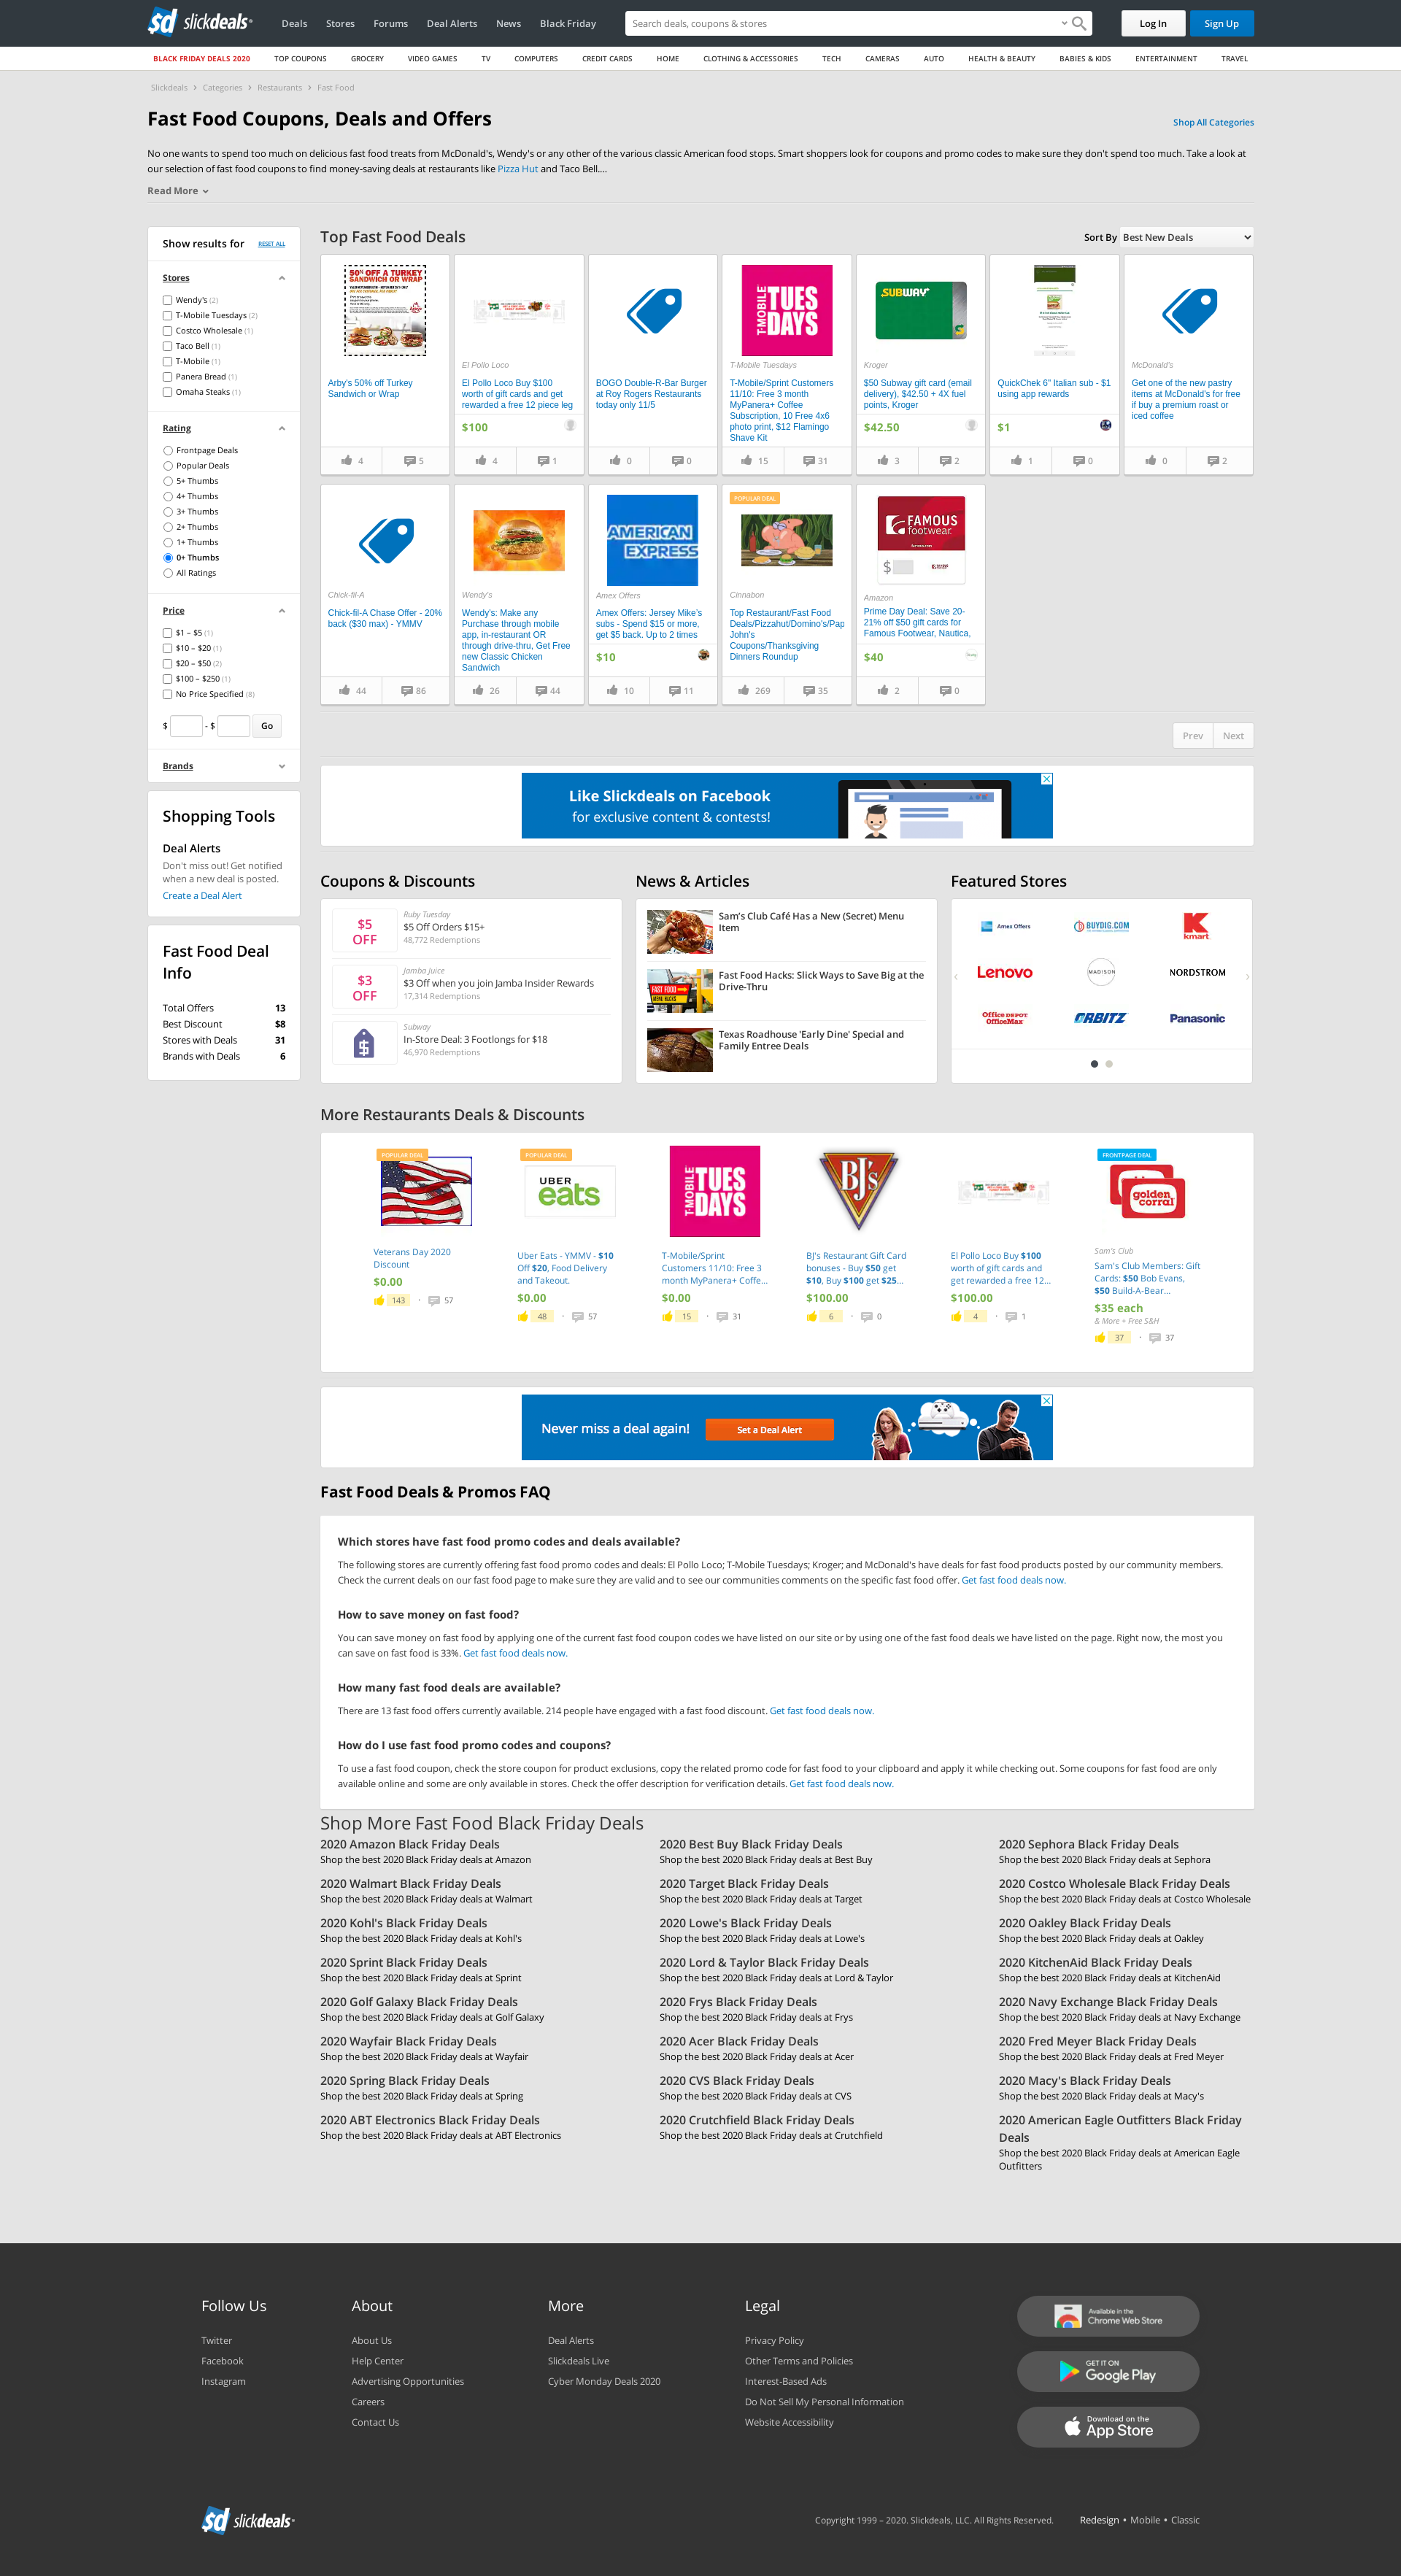 sd slickdeals
Deals
Stores
Forums
Deal Alerts
News
Black Friday
Search deals, coupons & stores
Log In
Sign Up
BLACK FRIDAY DEALS 2020
TOP COUPONS
GROCERY
VIDEO GAMES
TV
COMPUTERS
CREDIT CARDS
HOME
CLOTHING & ACCESSORIES
TECH
CAMERAS
AUTO
HEALTH & BEAUTY
BABIES & KIDS
ENTERTAINMENT
TRAVEL
Slickdeals › Categories › Restaurants › Fast Food
Fast Food Coupons, Deals and Offers
Shop All Categories
No one wants to spend too much on delicious fast food treats from McDonald's, Wendy's or any other of the various classic American food stops. Smart shoppers look for coupons and promo codes to make sure they don't spend too much. Take a look at
our selection of fast food coupons to find money-saving deals at restaurants like Pizza Hut and Taco Bell....
Read More
Show results for
RESET ALL
Stores
Wendy's (2)
T-Mobile Tuesdays (2)
Costco Wholesale (1)
Taco Bell (1)
T-Mobile (1)
Panera Bread (1)
Omaha Steaks (1)
Rating
Frontpage Deals
Popular Deals
5+ Thumbs
4+ Thumbs
3+ Thumbs
2+ Thumbs
1+ Thumbs
0+ Thumbs
All Ratings
Price
$1 – $5 (1)
$10 – $20 (1)
$20 – $50 (2)
$100 – $250 (1)
No Price Specified (8)
$ - $ Go
Brands
Shopping Tools
Deal Alerts
Don't miss out! Get notified
when a new deal is posted.
Create a Deal Alert
Fast Food Deal
Info
Total Offers 13
Best Discount $8
Stores with Deals 31
Brands with Deals 6
Top Fast Food Deals
Sort By Best New Deals
50% OFF A TURKEY
SANDWICH OR WRAP
Arby's 50% off Turkey
Sandwich or Wrap
4
5
El Pollo Loco
El Pollo Loco Buy $100
worth of gift cards and get
rewarded a free 12 piece leg
$100
4
1
BOGO Double-R-Bar Burger
at Roy Rogers Restaurants
today only 11/5
0
0
T-MOBILE
TUES
DAYS
T-Mobile Tuesdays
T-Mobile/Sprint Customers
11/10: Free 3 month
MyPanera+ Coffee
Subscription, 10 Free 4x6
photo print, $12 Flamingo
Shave Kit
15
31
SUBWAY
Kroger
$50 Subway gift card (email
delivery), $42.50 + 4X fuel
points, Kroger
$42.50
3
2
QuickChek 6" Italian sub - $1
using app rewards
$1
1
0
McDonald's
Get one of the new pastry
items at McDonald's for free
if buy a premium roast or
iced coffee
0
2
Chick-fil-A
Chick-fil-A Chase Offer - 20%
back ($30 max) - YMMV
44
86
Wendy's
Wendy's: Make any
Purchase through mobile
app, in-restaurant OR
through drive-thru, Get Free
new Classic Chicken
Sandwich
26
44
AMERICAN
EXPRESS
Amex Offers
Amex Offers: Jersey Mike's
subs - Spend $15 or more,
get $5 back. Up to 2 times
$10
10
11
POPULAR DEAL
Cinnabon
Top Restaurant/Fast Food
Deals/Pizzahut/Domino's/Pap
John's
Coupons/Thanksgiving
Dinners Roundup
269
35
FAMOUS
footwear
$
Amazon
Prime Day Deal: Save 20-
21% off $50 gift cards for
Famous Footwear, Nautica,
$40
2
0
Prev
Next
Like Slickdeals on Facebook
for exclusive content & contests!
Coupons & Discounts
$5
OFF
Ruby Tuesday
$5 Off Orders $15+
48,772 Redemptions
$3
OFF
Jamba Juice
$3 Off when you join Jamba Insider Rewards
17,314 Redemptions
Subway
In-Store Deal: 3 Footlongs for $18
46,970 Redemptions
News & Articles
Sam's Club Café Has a New (Secret) Menu
Item
FAST FOOD
MENU HACKS
Fast Food Hacks: Slick Ways to Save Big at the
Drive-Thru
Texas Roadhouse 'Early Dine' Special and
Family Entree Deals
Featured Stores
Amex Offers
BUYDIG.COM
kmart
Lenovo
MADISON
NORDSTROM
Office DEPOT
OfficeMax
ORBITZ
Panasonic
More Restaurants Deals & Discounts
POPULAR DEAL
Veterans Day 2020
Discount
$0.00
143 · 57
POPULAR DEAL
UBER
eats
Uber Eats - YMMV - $10
Off $20, Food Delivery
and Takeout.
$0.00
48 · 57
T-MOBILE
TUES
DAYS
T-Mobile/Sprint
Customers 11/10: Free 3
month MyPanera+ Coffe...
$0.00
15 · 31
BJ's
BJ's Restaurant Gift Card
bonuses - Buy $50 get
$10, Buy $100 get $25...
$100.00
6 · 0
El Pollo Loco Buy $100
worth of gift cards and
get rewarded a free 12...
$100.00
4 · 1
FRONTPAGE DEAL
golden
corral
Sam's Club
Sam's Club Members: Gift
Cards: $50 Bob Evans,
$50 Build-A-Bear...
$35 each
& More + Free S&H
37 · 37
Never miss a deal again!
Set a Deal Alert
Fast Food Deals & Promos FAQ
Which stores have fast food promo codes and deals available?
The following stores are currently offering fast food promo codes and deals: El Pollo Loco; T-Mobile Tuesdays; Kroger; and McDonald's have deals for fast food products posted by our community members.
Check the current deals on our fast food page to make sure they are valid and to see our communities comments on the specific fast food offer. Get fast food deals now.
How to save money on fast food?
You can save money on fast food by applying one of the current fast food coupon codes we have listed on our site or by using one of the fast food deals we have listed on the page. Right now, the most you
can save on fast food is 33%. Get fast food deals now.
How many fast food deals are available?
There are 13 fast food offers currently available. 214 people have engaged with a fast food discount. Get fast food deals now.
How do I use fast food promo codes and coupons?
To use a fast food coupon, check the store coupon for product exclusions, copy the related promo code for fast food to your clipboard and apply it while checking out. Some coupons for fast food are only
available online and some are only available in stores. Check the offer description for verification details. Get fast food deals now.
Shop More Fast Food Black Friday Deals
2020 Amazon Black Friday Deals
Shop the best 2020 Black Friday deals at Amazon
2020 Best Buy Black Friday Deals
Shop the best 2020 Black Friday deals at Best Buy
2020 Sephora Black Friday Deals
Shop the best 2020 Black Friday deals at Sephora
2020 Walmart Black Friday Deals
Shop the best 2020 Black Friday deals at Walmart
2020 Target Black Friday Deals
Shop the best 2020 Black Friday deals at Target
2020 Costco Wholesale Black Friday Deals
Shop the best 2020 Black Friday deals at Costco Wholesale
2020 Kohl's Black Friday Deals
Shop the best 2020 Black Friday deals at Kohl's
2020 Lowe's Black Friday Deals
Shop the best 2020 Black Friday deals at Lowe's
2020 Oakley Black Friday Deals
Shop the best 2020 Black Friday deals at Oakley
2020 Sprint Black Friday Deals
Shop the best 2020 Black Friday deals at Sprint
2020 Lord & Taylor Black Friday Deals
Shop the best 2020 Black Friday deals at Lord & Taylor
2020 KitchenAid Black Friday Deals
Shop the best 2020 Black Friday deals at KitchenAid
2020 Golf Galaxy Black Friday Deals
Shop the best 2020 Black Friday deals at Golf Galaxy
2020 Frys Black Friday Deals
Shop the best 2020 Black Friday deals at Frys
2020 Navy Exchange Black Friday Deals
Shop the best 2020 Black Friday deals at Navy Exchange
2020 Wayfair Black Friday Deals
Shop the best 2020 Black Friday deals at Wayfair
2020 Acer Black Friday Deals
Shop the best 2020 Black Friday deals at Acer
2020 Fred Meyer Black Friday Deals
Shop the best 2020 Black Friday deals at Fred Meyer
2020 Spring Black Friday Deals
Shop the best 2020 Black Friday deals at Spring
2020 CVS Black Friday Deals
Shop the best 2020 Black Friday deals at CVS
2020 Macy's Black Friday Deals
Shop the best 2020 Black Friday deals at Macy's
2020 ABT Electronics Black Friday Deals
Shop the best 2020 Black Friday deals at ABT Electronics
2020 Crutchfield Black Friday Deals
Shop the best 2020 Black Friday deals at Crutchfield
2020 American Eagle Outfitters Black Friday
Deals
Shop the best 2020 Black Friday deals at American Eagle
Outfitters
Follow Us
Twitter
Facebook
Instagram
About
About Us
Help Center
Advertising Opportunities
Careers
Contact Us
More
Deal Alerts
Slickdeals Live
Cyber Monday Deals 2020
Legal
Privacy Policy
Other Terms and Policies
Interest-Based Ads
Do Not Sell My Personal Information
Website Accessibility
Available in the
Chrome Web Store
GET IT ON
Google Play
Download on the
App Store
sd slickdeals
Copyright 1999 – 2020. Slickdeals, LLC. All Rights Reserved.
Redesign • Mobile • Classic